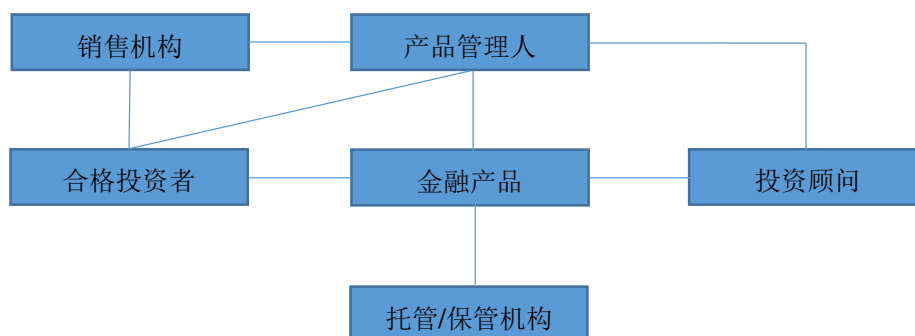 销售机构
产品管理人
合格投资者
金融产品
投资顾问
托管/保管机构